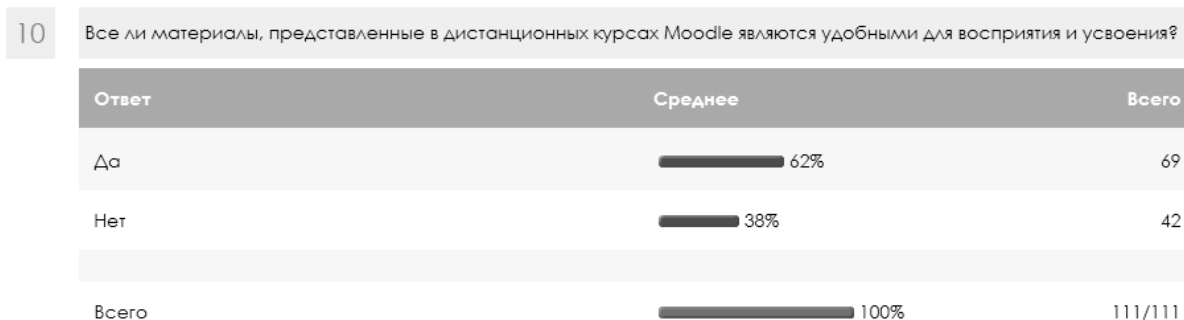 10 Все ли материалы, представленные в дистанционных курсах Moodle являются удобными для восприятия и усвоения?
Ответ Среднее Всего
Да 62% 69
Нет 38% 42
Всего 100% 111/111